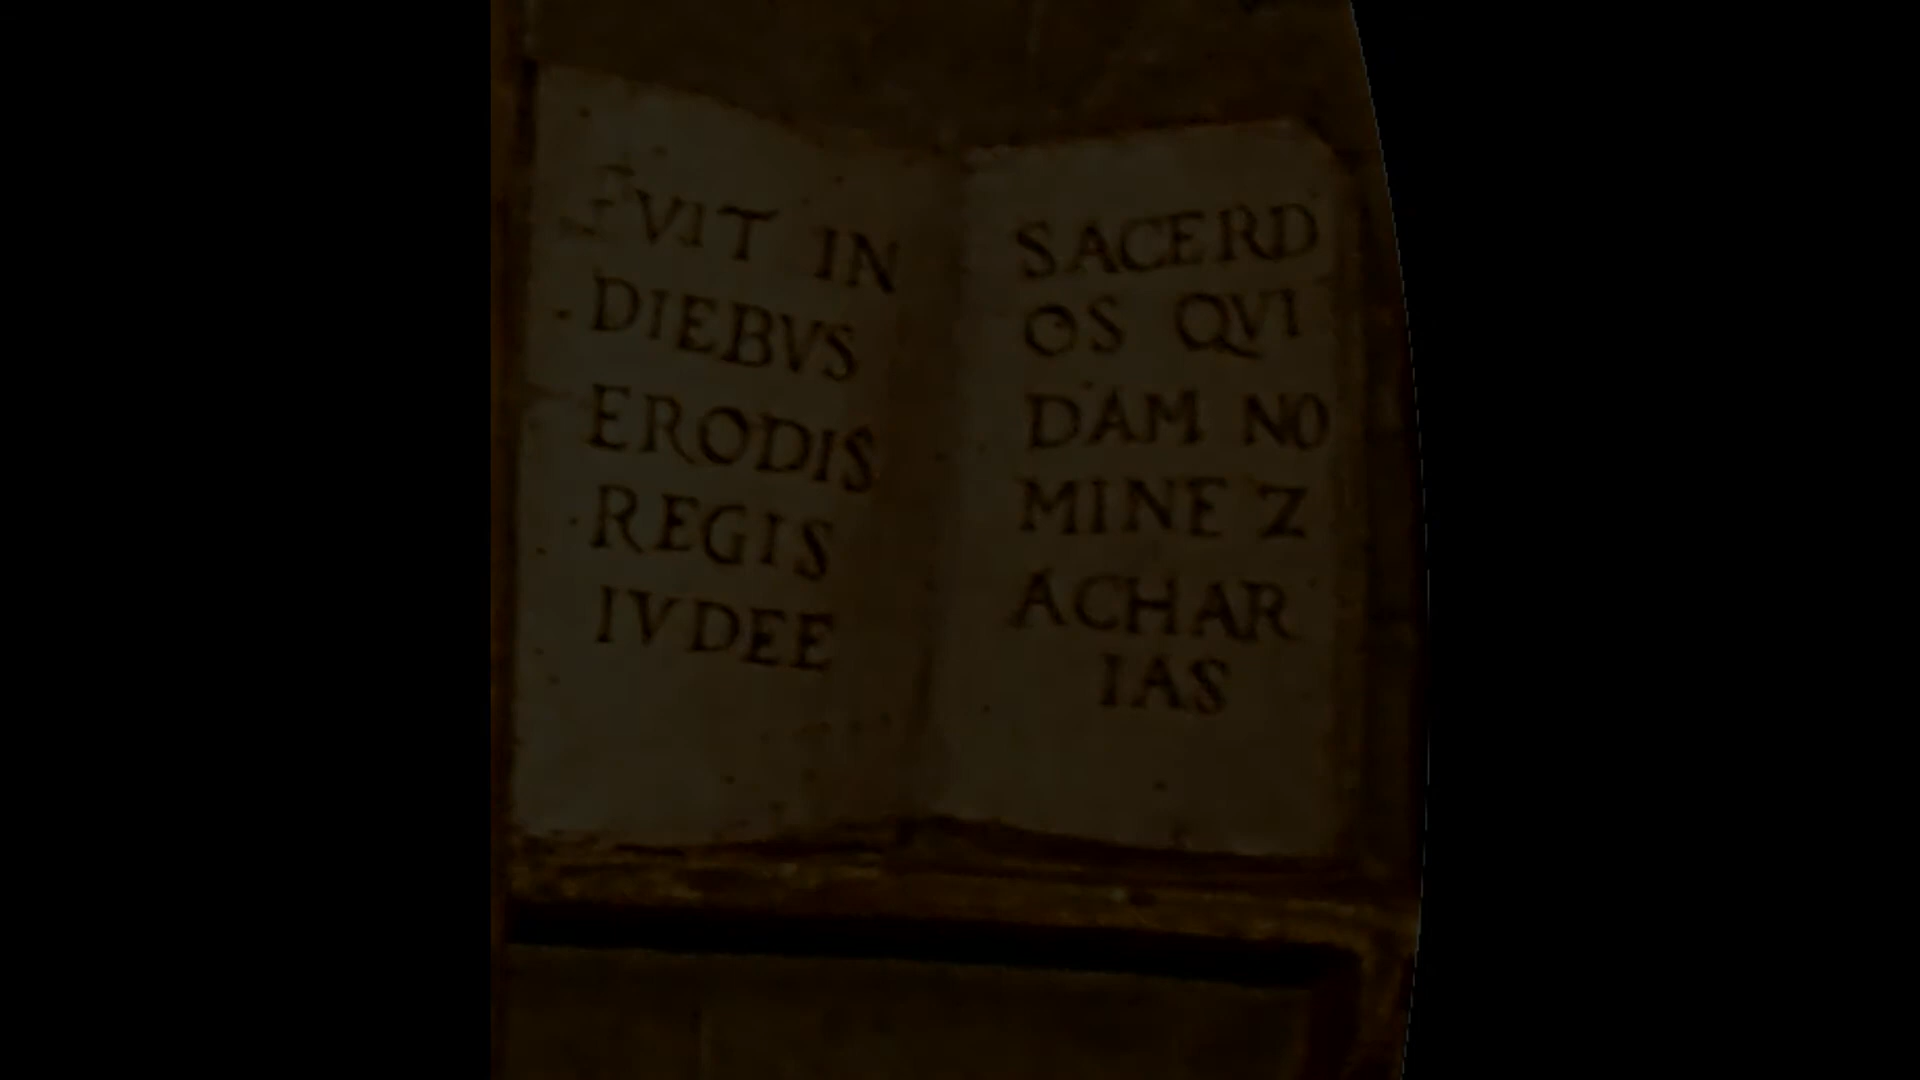 FVIT IN
DIEBVS
ERODIS
REGIS
IVDEE
SACERD
OS QVI
DAM NO
MINE Z
ACHAR
IAS